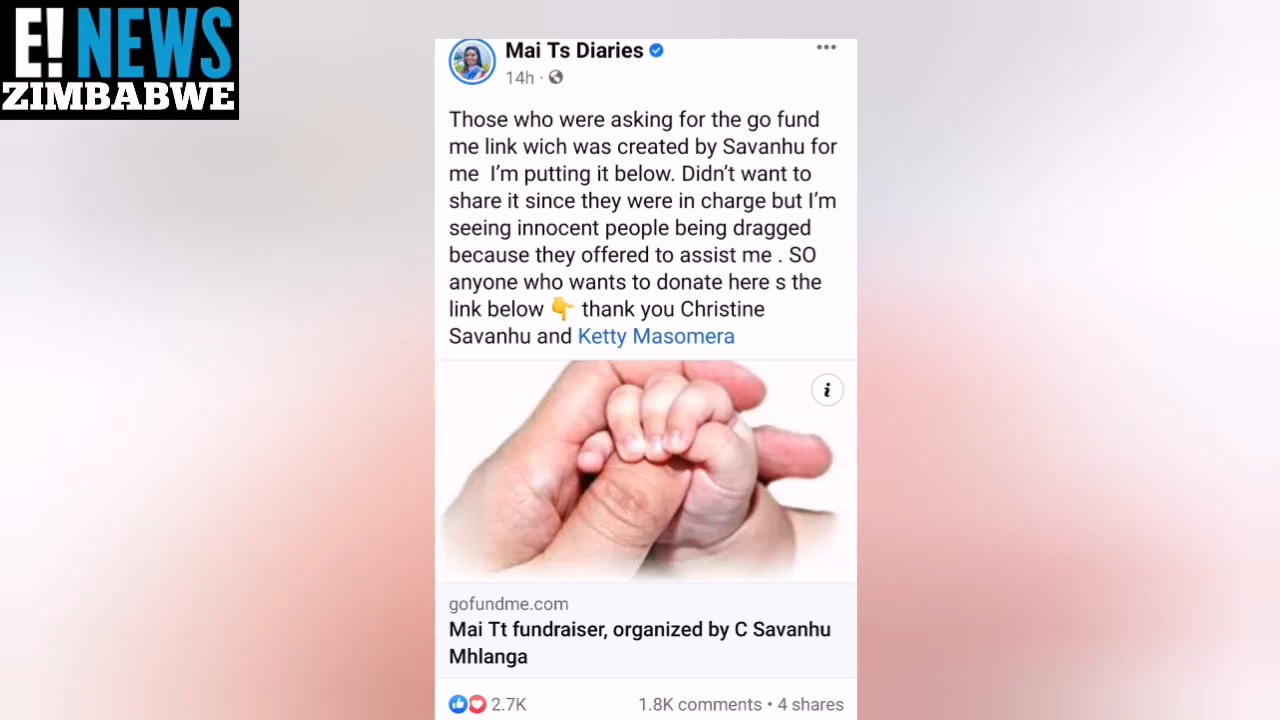 E! NEWS
ZIMBABWE
Mai Ts Diaries
14h ·
Those who were asking for the go fund
me link wich was created by Savanhu for
me I'm putting it below. Didn't want to
share it since they were in charge but I'm
seeing innocent people being dragged
because they offered to assist me . SO
anyone who wants to donate here s the
link below 👇 thank you Christine
Savanhu and Ketty Masomera
i
gofundme.com
Mai Tt fundraiser, organized by C Savanhu
Mhlanga
2.7K
1.8K comments • 4 shares